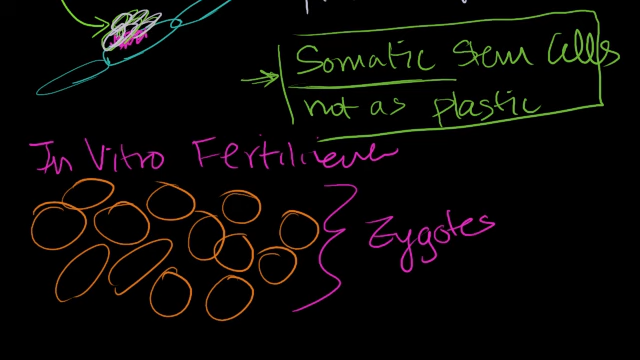 Somatic Stem Cells
not as plastic
In Vitro
Zygotes